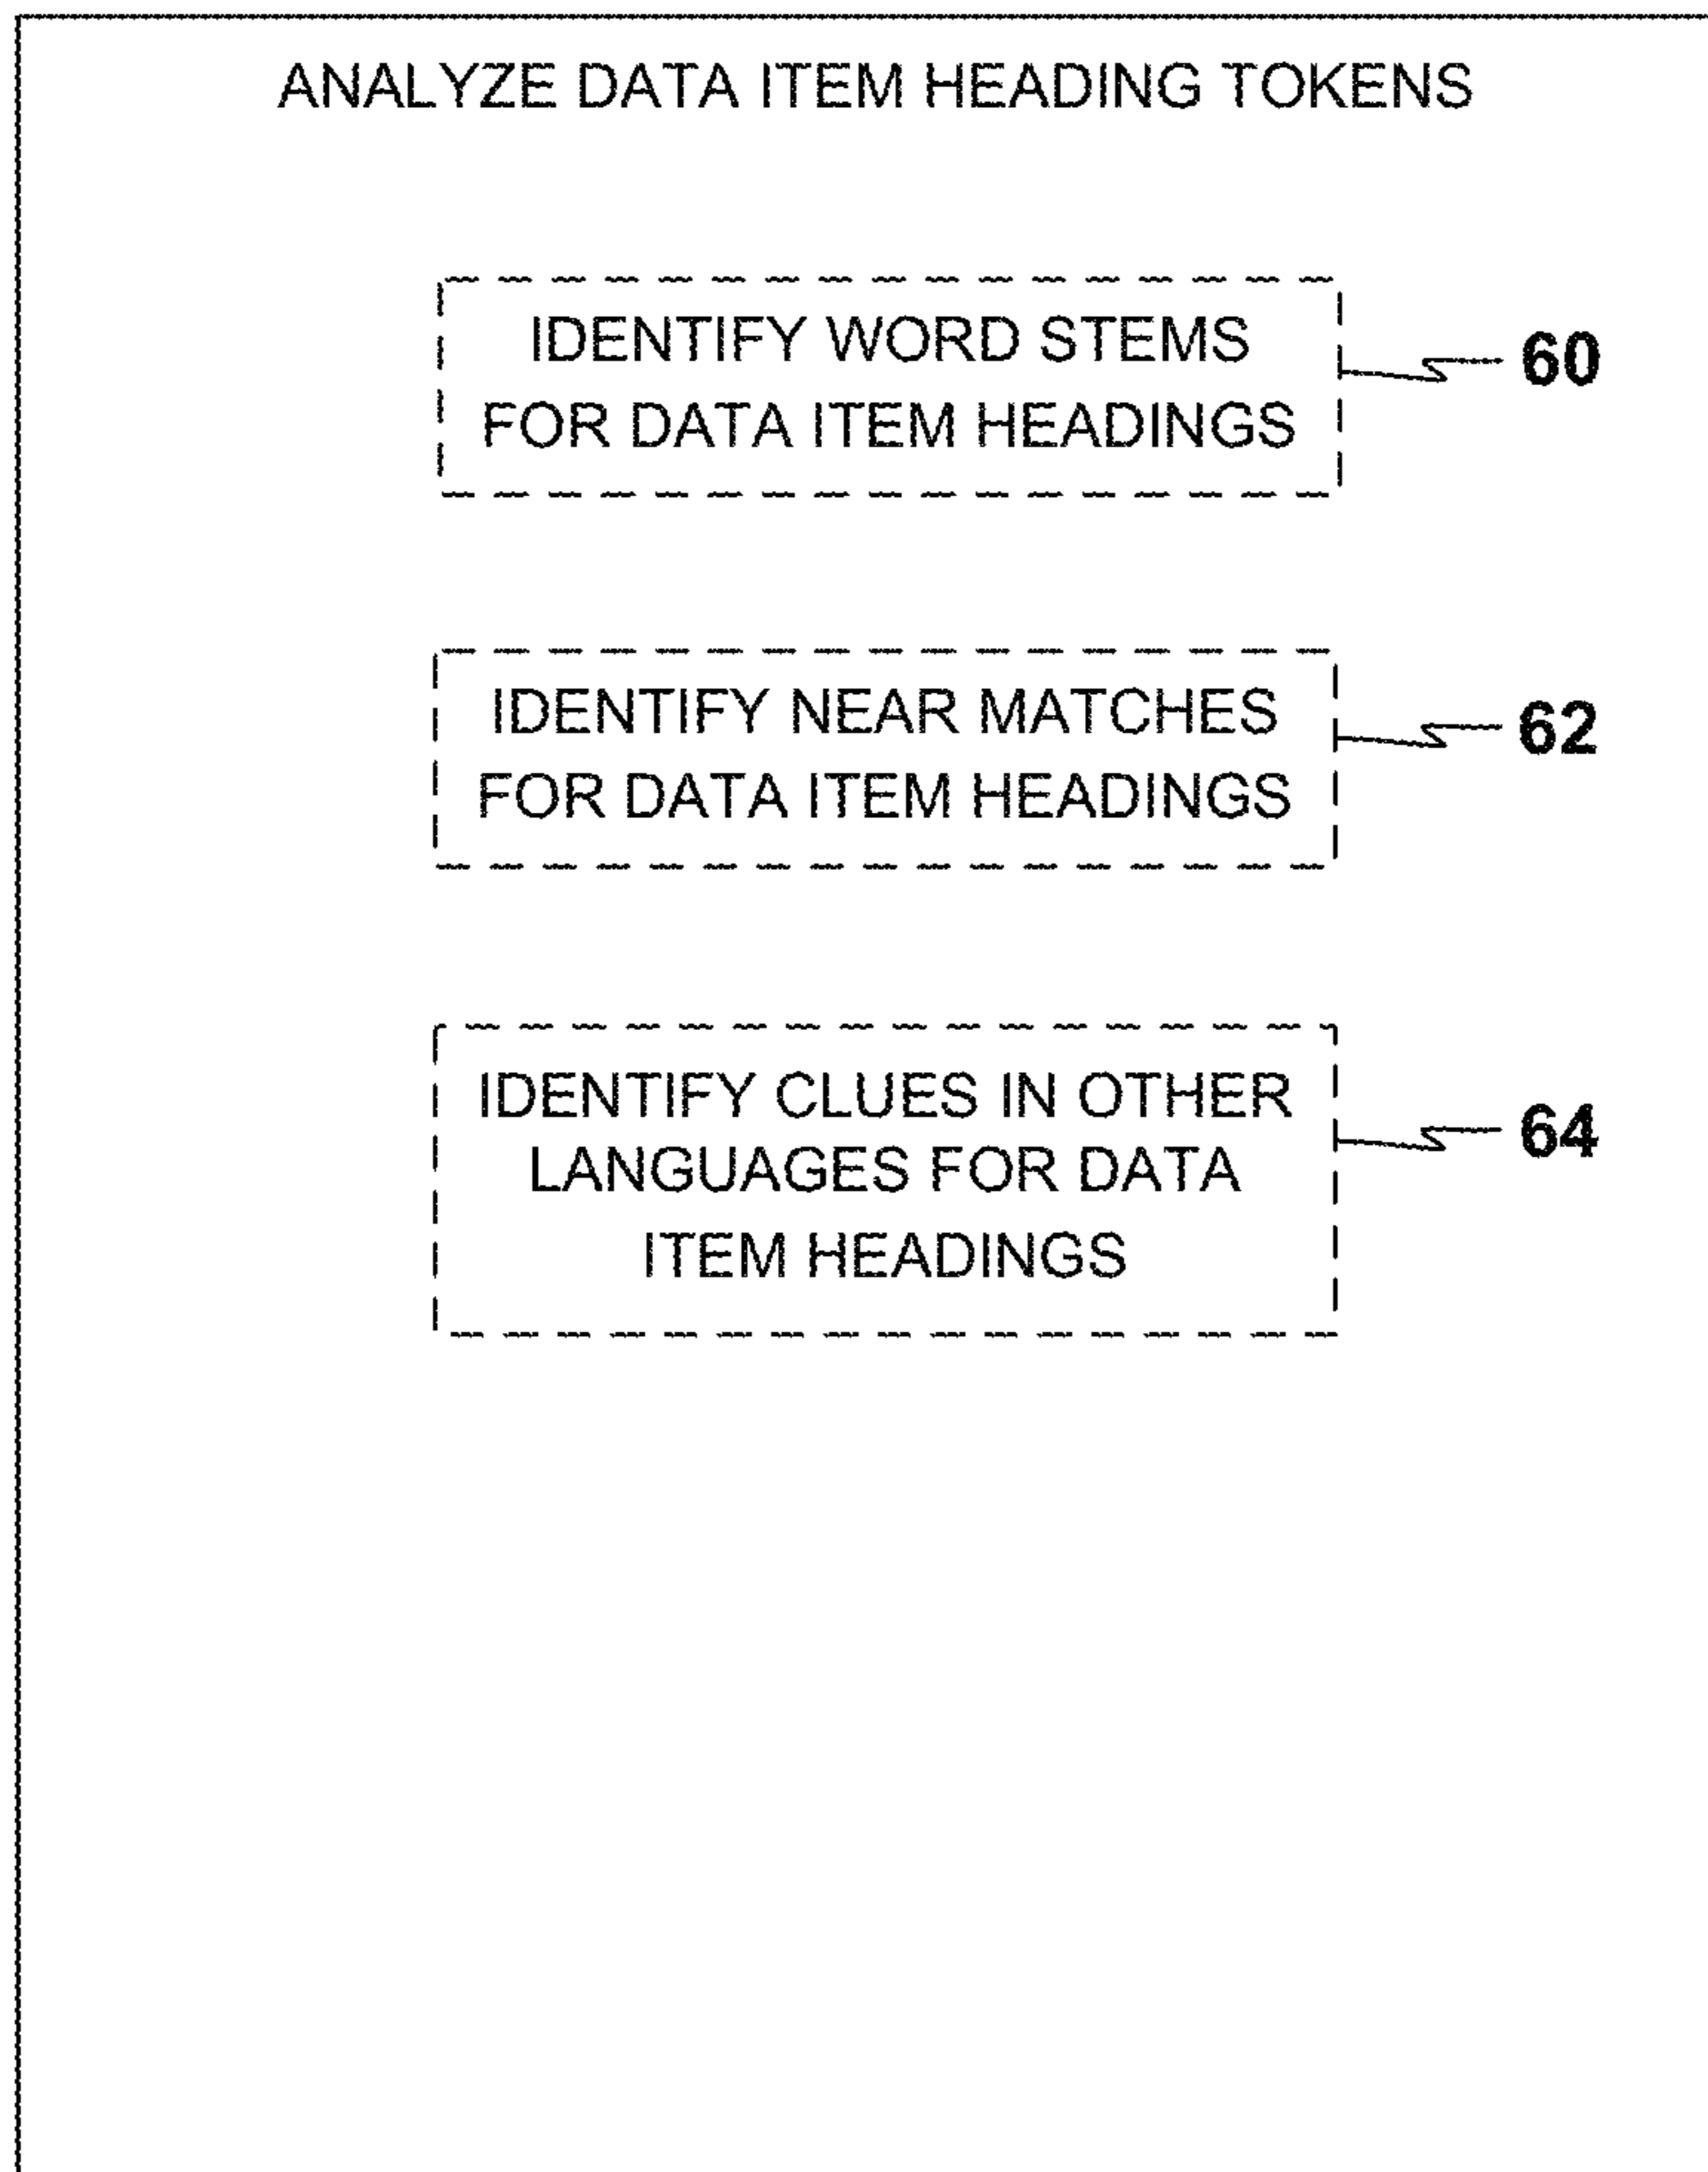 ANALYZE DATA ITEM HEADING TOKENS
IDENTIFY WORD STEMS
FOR DATA ITEM HEADINGS
60
IDENTIFY NEAR MATCHES
FOR DATA ITEM HEADINGS
62
IDENTIFY CLUES IN OTHER
LANGUAGES FOR DATA
ITEM HEADINGS
64